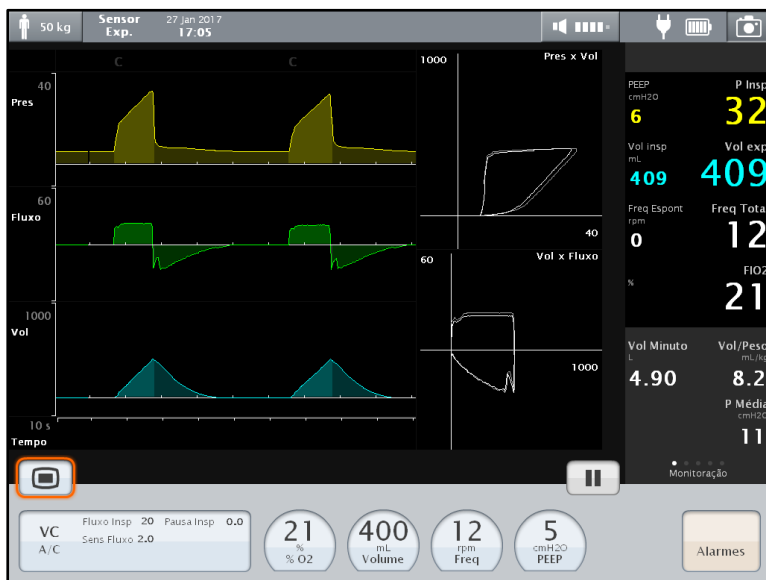 50 kg
Sensor
Exp.
27 Jan 2017
17:05
C
C
40
Pres
60
Fluxo
1000
Vol
10 s
Tempo
1000
Pres x Vol
40
60
Vol x Fluxo
1000
PEEP
cmH2O
6
P Insp
32
Vol insp
mL
409
Vol exp
409
Freq Espont
rpm
0
Freq Total
12
%
FIO2
21
Vol Minuto
L
4.90
Vol/Peso
mL/kg
8.2
P Média
cmH2O
11
Monitoração
VC
A/C
Fluxo Insp 20 Pausa Insp 0.0
Sens Fluxo 2.0
21
%
% O2
400
mL
Volume
12
rpm
Freq
5
cmH2O
PEEP
Alarmes